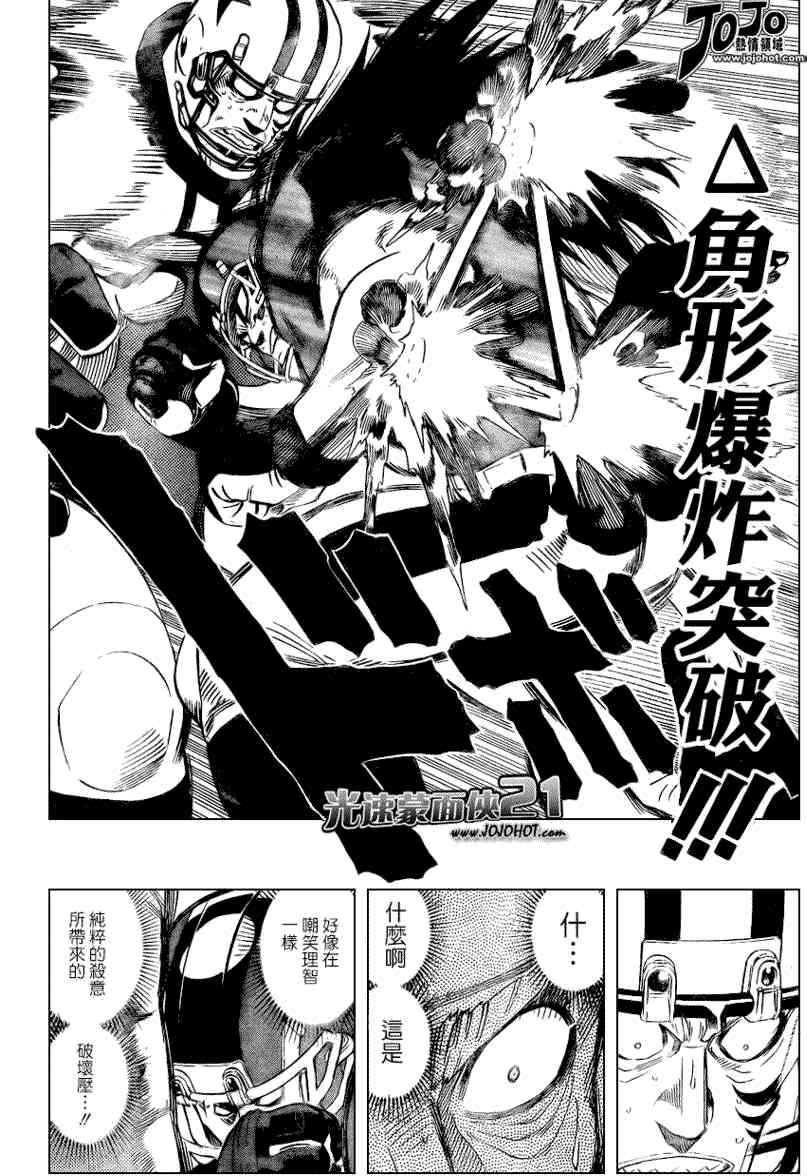 JOJO
熱情領域
www.jojohot.com
△角形爆炸突破!!!
ド
ゴ
光速蒙面俠21
www.JOJOHOT.com
什…
什麼啊
這是
好像在
嘲笑理智
一樣
純粹的殺意
所帶來的
破壞壓…!!